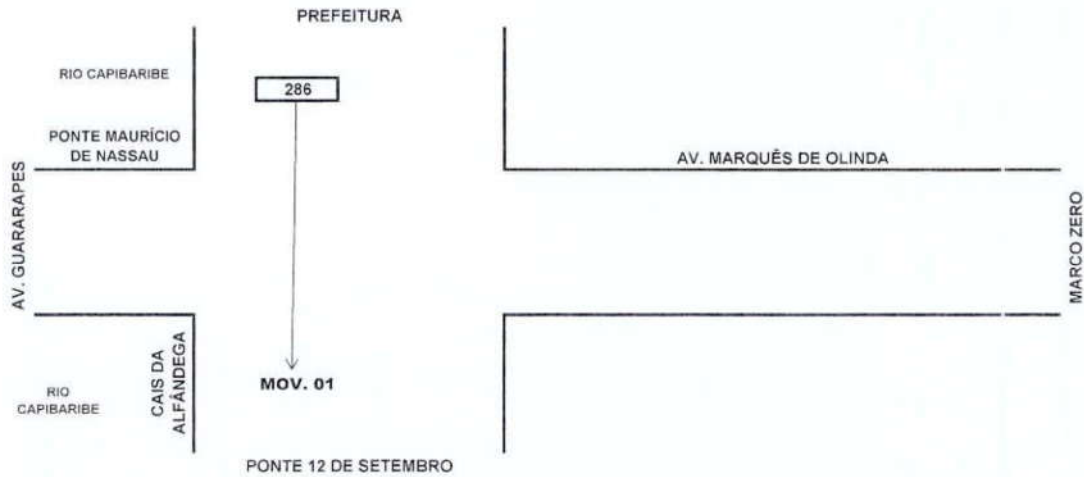 PREFEITURA
RIO CAPIBARIBE
286
PONTE MAURÍCIO
DE NASSAU
AV. MARQUÊS DE OLINDA
AV. GUARARAPES
MARCO ZERO
CAIS DA
ALFÂNDEGA
MOV. 01
RIO
CAPIBARIBE
PONTE 12 DE SETEMBRO